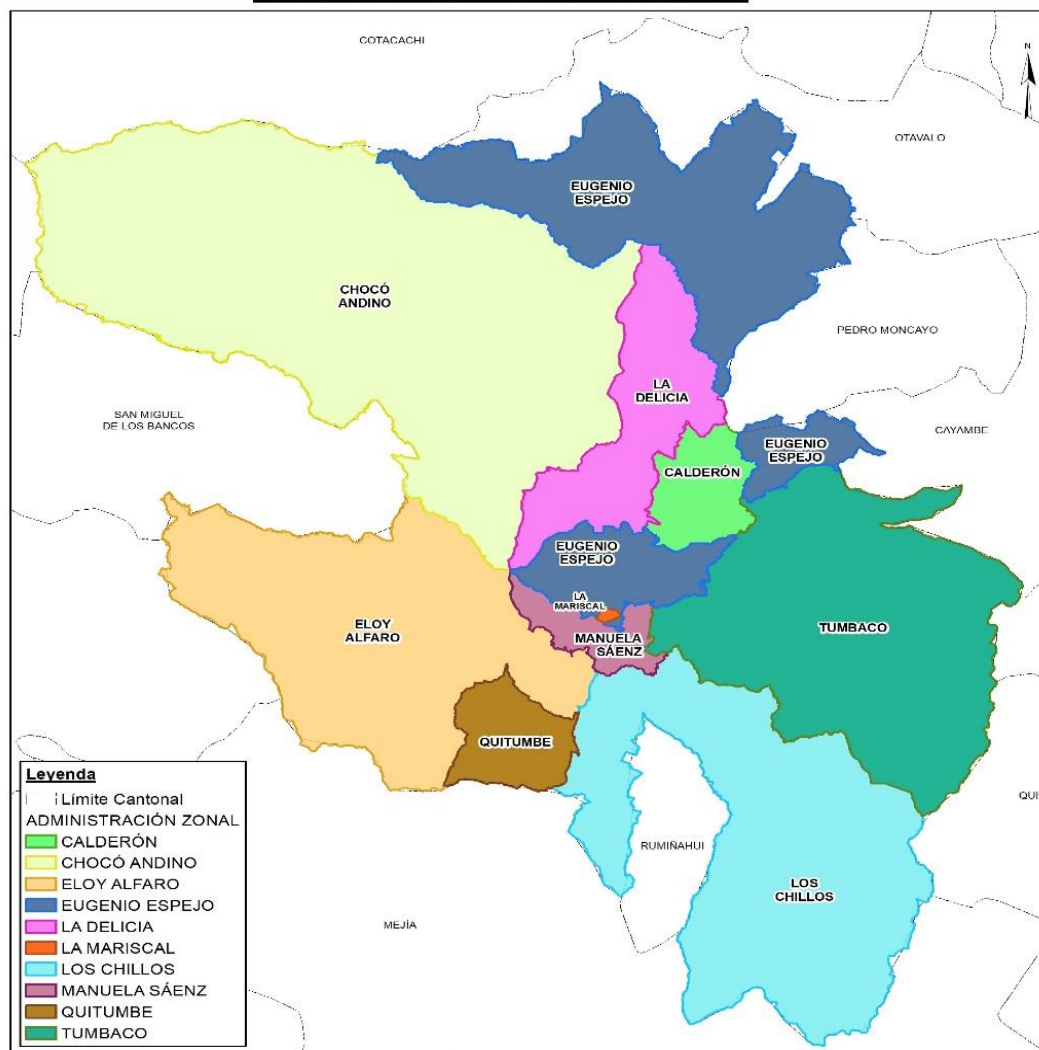 COTACACHI
N
OTAVALO
EUGENIO
ESPEJO
CHOCÓ
ANDINO
PEDRO MONCAYO
LA
DELICIA
SAN MIGUEL
DE LOS BANCOS
CAYAMBE
EUGENIO
ESPEJO
CALDERÓN
EUGENIO
ESPEJO
LA
MARISCAL
ELOY
ALFARO
TUMBACO
MANUELA
SÁENZ
QUITUMBE
QUI
RUMIÑAHUI
LOS
CHILLOS
MEJÍA
Leyenda
Límite Cantonal
ADMINISTRACIÓN ZONAL
CALDERÓN
CHOCÓ ANDINO
ELOY ALFARO
EUGENIO ESPEJO
LA DELICIA
LA MARISCAL
LOS CHILLOS
MANUELA SÁENZ
QUITUMBE
TUMBACO